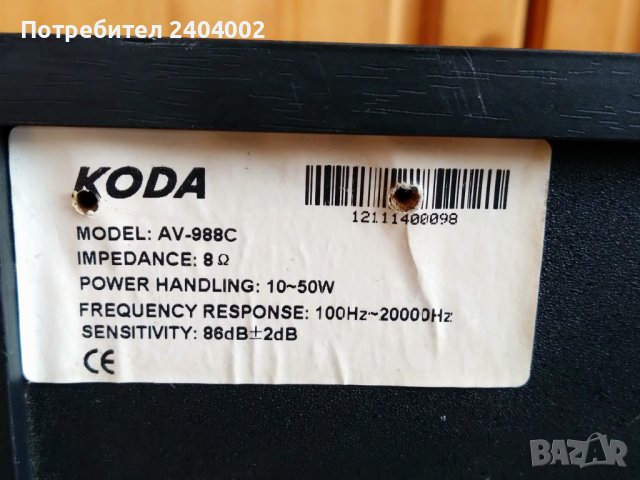 Потребител 2404002
KODA
12111400098
MODEL: AV-988C
IMPEDANCE: 8Ω
POWER HANDLING: 10~50W
FREQUENCY RESPONSE: 100Hz~20000Hz
SENSITIVITY: 86dB±2dB
CE
BAZAR